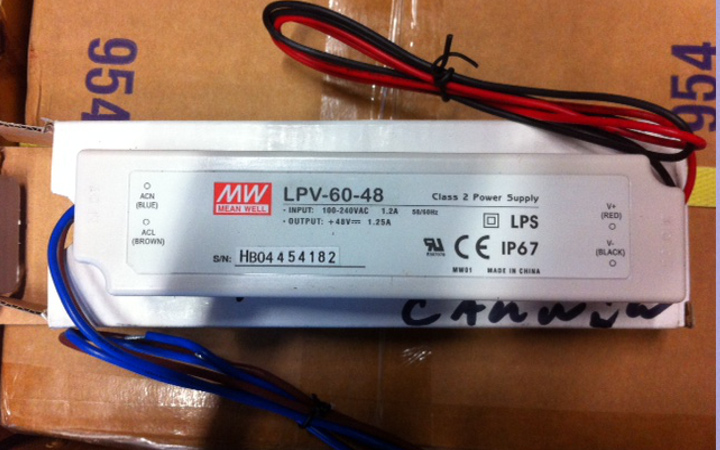 954
954
ACN
(BLUE)
ACL
(BROWN)
MW
MEAN WELL
LPV-60-48
Class 2 Power Supply
· INPUT: 100-240VAC 1.2A 50/60Hz
· OUTPUT: +48V⎓ 1.25A
LPS
S/N: HB04454182
CE IP67
MW01 MADE IN CHINA
V+
(RED)
V-
(BLACK)